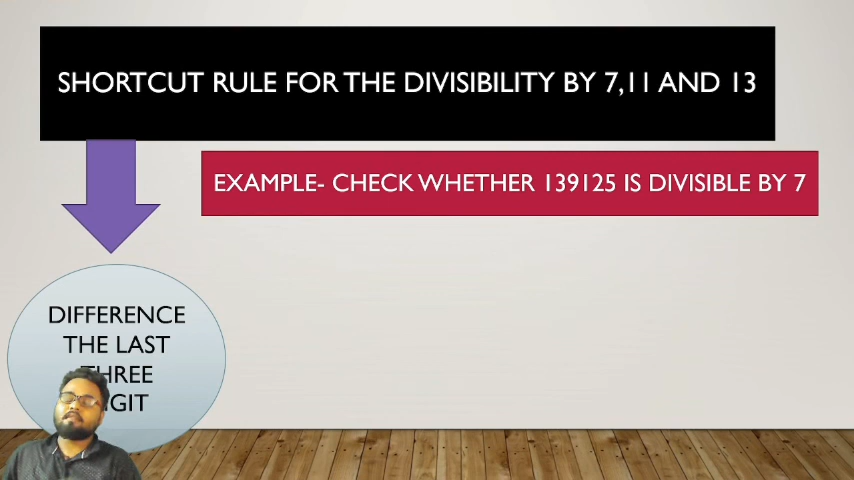 SHORTCUT RULE FOR THE DIVISIBILITY BY 7,11 AND 13
EXAMPLE- CHECK WHETHER 139125 IS DIVISIBLE BY 7
DIFFERENCE
THE LAST
THREE